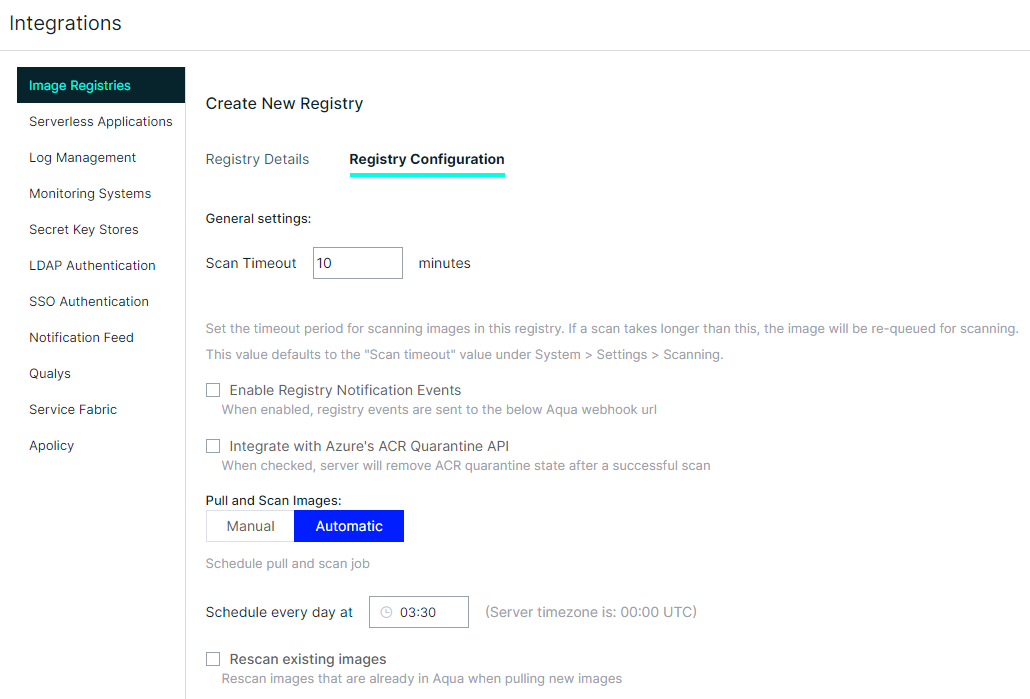 Integrations
Image Registries
Serverless Applications
Log Management
Monitoring Systems
Secret Key Stores
LDAP Authentication
SSO Authentication
Notification Feed
Qualys
Service Fabric
Apolicy
Create New Registry
Registry Details Registry Configuration
General settings:
Scan Timeout 10 minutes
Set the timeout period for scanning images in this registry. If a scan takes longer than this, the image will be re-queued for scanning.
This value defaults to the "Scan timeout" value under System > Settings > Scanning.
Enable Registry Notification Events
When enabled, registry events are sent to the below Aqua webhook url
Integrate with Azure's ACR Quarantine API
When checked, server will remove ACR quarantine state after a successful scan
Pull and Scan Images:
Manual Automatic
Schedule pull and scan job
Schedule every day at 03:30 (Server timezone is: 00:00 UTC)
Rescan existing images
Rescan images that are already in Aqua when pulling new images